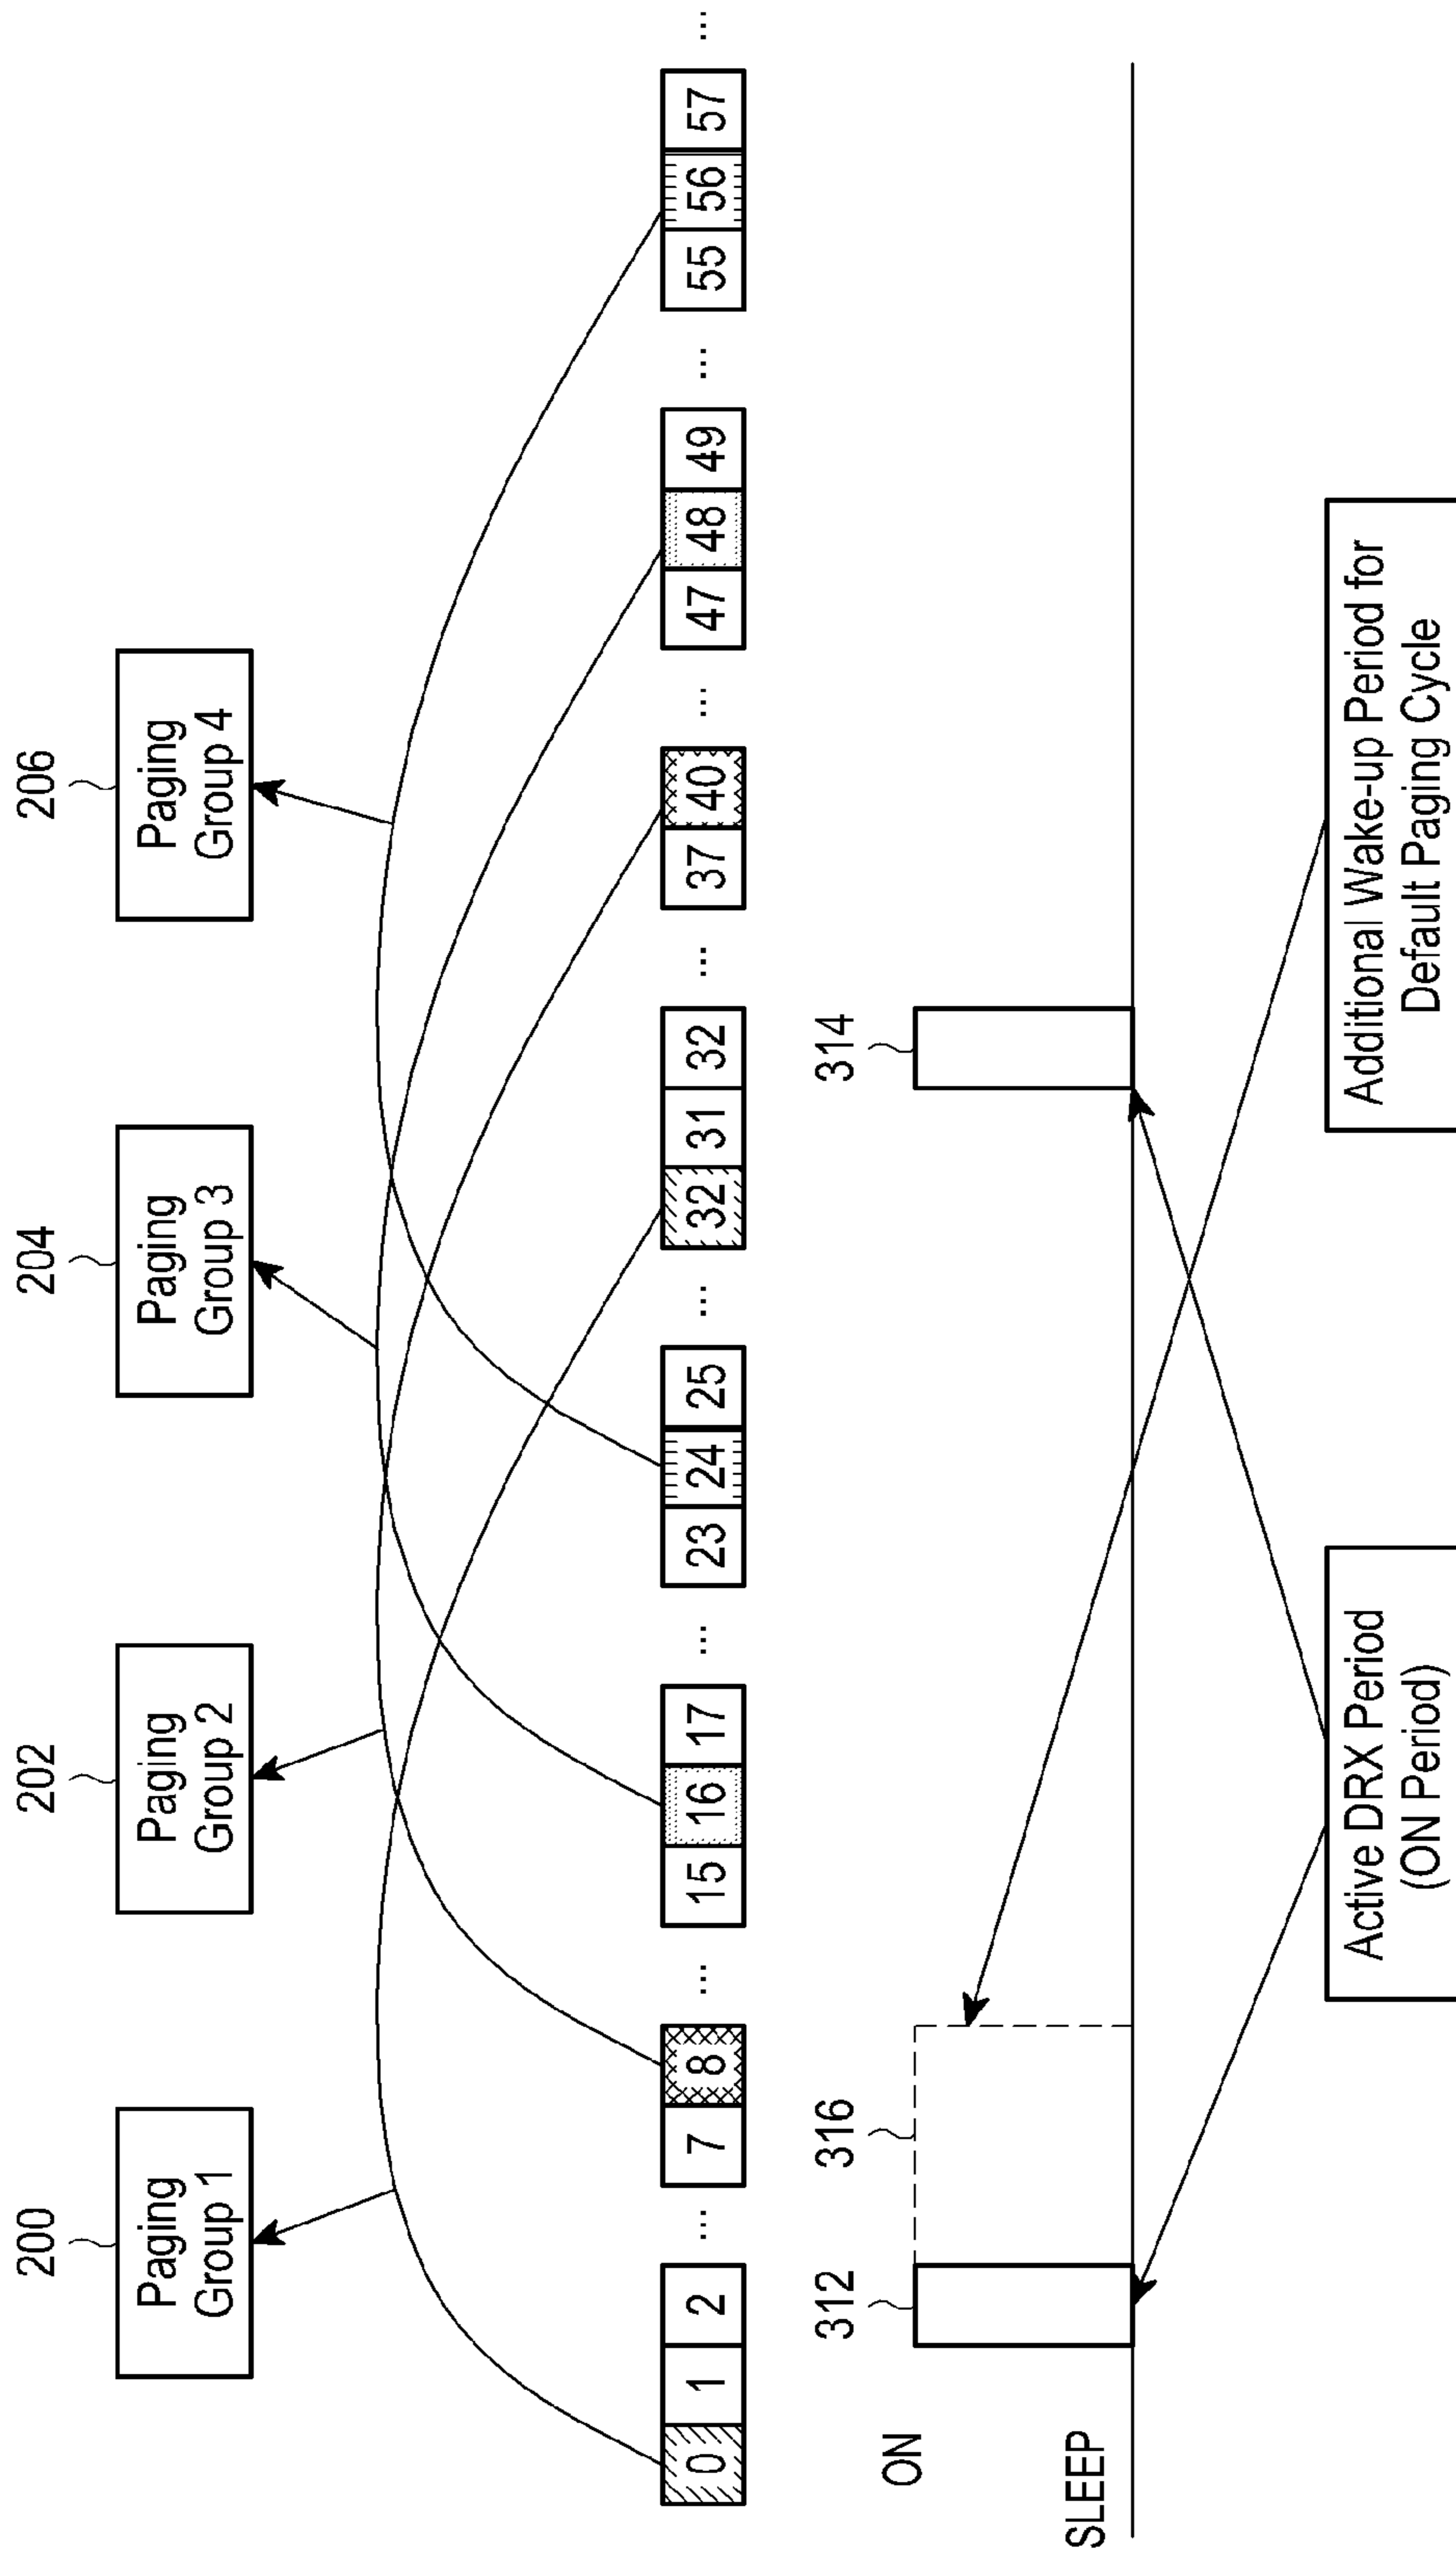 200
202
204
206
Paging
Group 1
Paging
Group 2
Paging
Group 3
Paging
Group 4
0 1 2 ... 7 8 ... 15 16 17 ... 23 24 25 ... 32 31 32 ... 37 40 ... 47 48 49 ... 55 56 57 ...
312
316
314
ON
SLEEP
Active DRX Period
(ON Period)
Additional Wake-up Period for
Default Paging Cycle